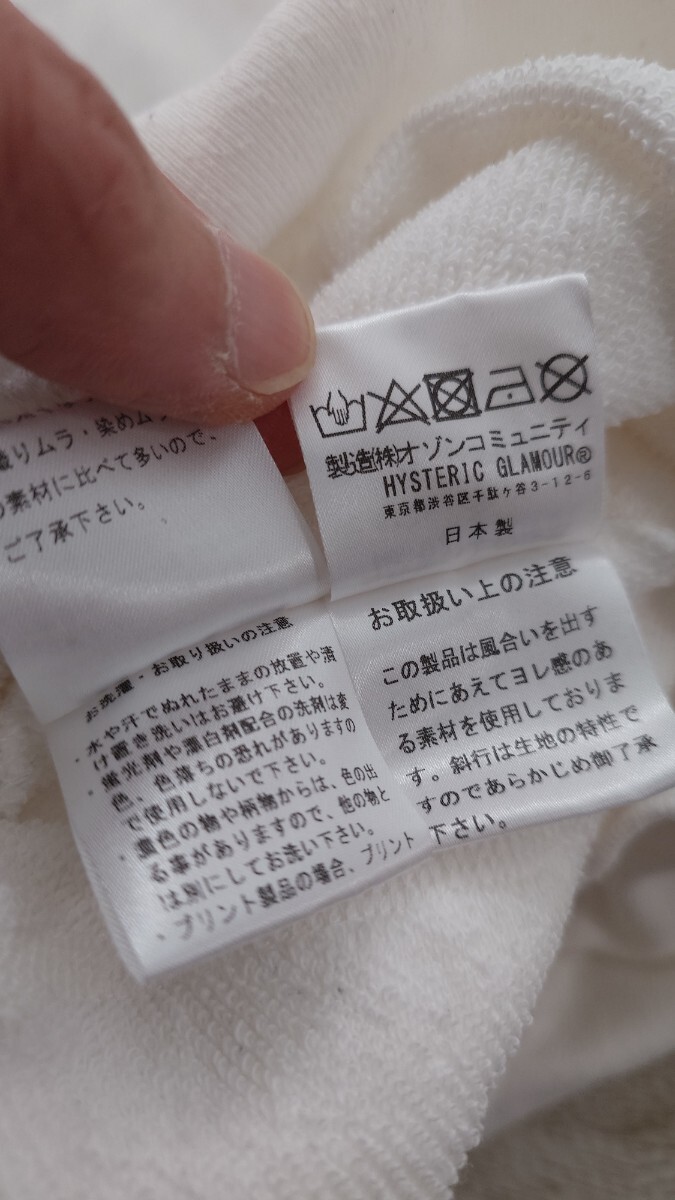 織りムラ・染めムラ
素材に比べて多いので、
ご了承下さい。
製造(株)オゾンコミュニティ
HYSTERIC GLAMOUR®
東京都渋谷区千駄ヶ谷3-12-6
日本製
お洗濯・お取り扱いの注意
・水や汗でぬれたままの放置や漬
け置き洗いはお避け下さい。
・蛍光剤や漂白剤配合の洗剤は変
色、色落ちの恐れがありますの
で使用しないで下さい。
・濃色の物や柄物からは、色の出
る事がありますので、他の物と
は別にしてお洗い下さい。
・プリント製品の場合、プリント
お取扱い上の注意
この製品は風合いを出す
ためにあえてヨレ感のあ
る素材を使用しておりま
す。斜行は生地の特性で
すのであらかじめ御了承
下さい。